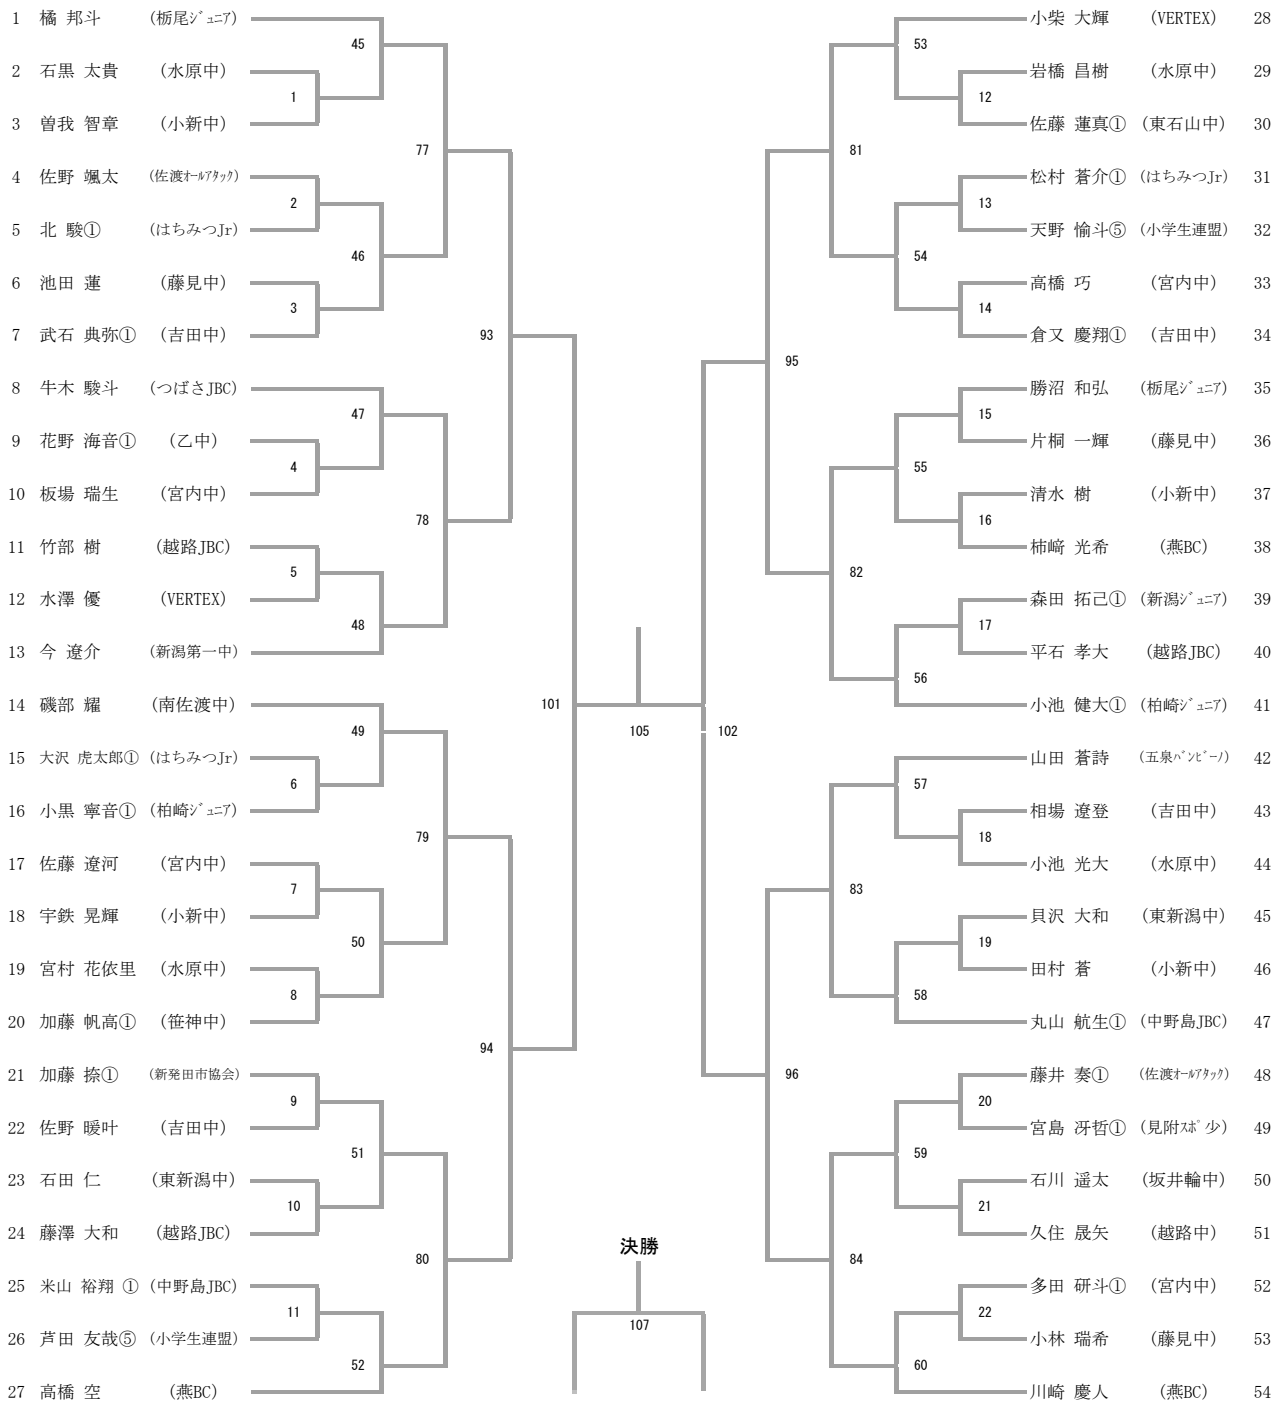 1 橘 邦斗 (栃尾ｼﾞｭﾆｱ)
2 石黒 太貴 (水原中)
3 曽我 智章 (小新中)
4 佐野 颯太 (佐渡ｵｰﾙｱﾀｯｸ)
5 北 駿① (はちみつJr)
6 池田 蓮 (藤見中)
7 武石 典弥① (吉田中)
8 牛木 駿斗 (つばさJBC)
9 花野 海音① (乙中)
10 板場 瑞生 (宮内中)
11 竹部 樹 (越路JBC)
12 水澤 優 (VERTEX)
13 今 遼介 (新潟第一中)
14 磯部 耀 (南佐渡中)
15 大沢 虎太郎① (はちみつJr)
16 小黒 寧音① (柏崎ｼﾞｭﾆｱ)
17 佐藤 遼河 (宮内中)
18 宇鉄 晃輝 (小新中)
19 宮村 花依里 (水原中)
20 加藤 帆高① (笹神中)
21 加藤 捺① (新発田市協会)
22 佐野 暖叶 (吉田中)
23 石田 仁 (東新潟中)
24 藤澤 大和 (越路JBC)
25 米山 裕翔 ① (中野島JBC)
26 芦田 友哉⑤ (小学生連盟)
27 高橋 空 (燕BC)
1
2
3
4
5
6
7
8
9
10
11
45
46
47
48
49
50
51
52
77
78
79
80
93
94
101
105
102
決勝
107
95
96
81
82
83
84
53
54
55
56
57
58
59
60
12
13
14
15
16
17
18
19
20
21
22
小柴 大輝 (VERTEX) 28
岩橋 昌樹 (水原中) 29
佐藤 蓮真① (東石山中) 30
松村 蒼介① (はちみつJr) 31
天野 愉斗⑤ (小学生連盟) 32
高橋 巧 (宮内中) 33
倉又 慶翔① (吉田中) 34
勝沼 和弘 (栃尾ｼﾞｭﾆｱ) 35
片桐 一輝 (藤見中) 36
清水 樹 (小新中) 37
柿﨑 光希 (燕BC) 38
森田 拓己① (新潟ｼﾞｭﾆｱ) 39
平石 孝大 (越路JBC) 40
小池 健大① (柏崎ｼﾞｭﾆｱ) 41
山田 蒼詩 (五泉ﾊﾞﾝﾋﾞｰﾉ) 42
相場 遼登 (吉田中) 43
小池 光大 (水原中) 44
貝沢 大和 (東新潟中) 45
田村 蒼 (小新中) 46
丸山 航生① (中野島JBC) 47
藤井 奏① (佐渡ｵｰﾙｱﾀｯｸ) 48
宮島 冴哲① (見附ｽﾎﾟ少) 49
石川 遥太 (坂井輪中) 50
久住 晟矢 (越路中) 51
多田 研斗① (宮内中) 52
小林 瑞希 (藤見中) 53
川崎 慶人 (燕BC) 54